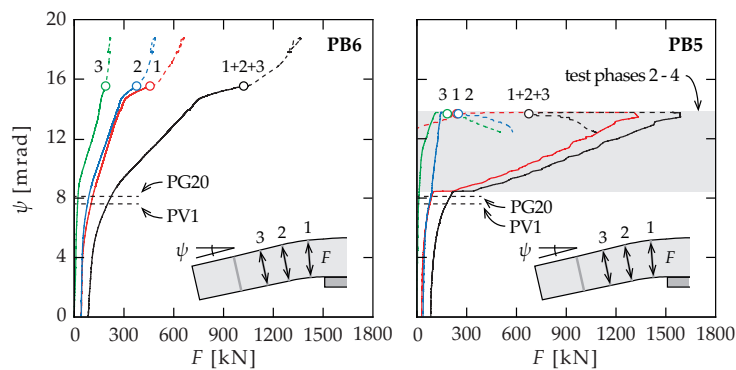 PB6
PB5
20
16
12
8
4
0
ψ [mrad]
3 2 1 1+2+3
3 1 2 1+2+3
test phases 2 - 4
PG20
PV1
PG20
PV1
ψ 3 2 1 F
ψ 3 2 1 F
0 300 600 900 1200 1500 1800
300 600 900 1200 1500 1800
F [kN]
F [kN]